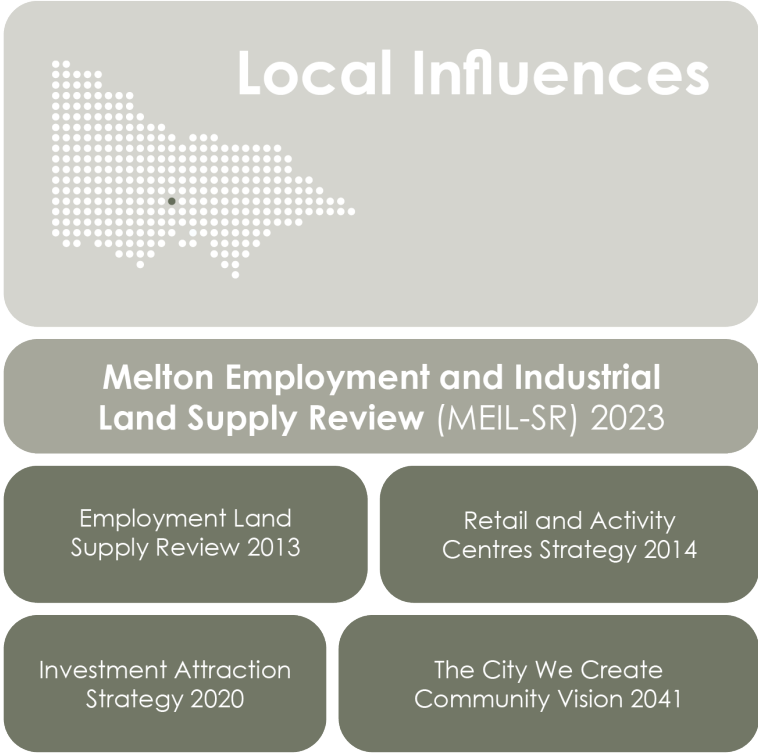 Local Influences
Melton Employment and Industrial
Land Supply Review (MEIL-SR) 2023
Employment Land
Supply Review 2013
Retail and Activity
Centres Strategy 2014
Investment Attraction
Strategy 2020
The City We Create
Community Vision 2041